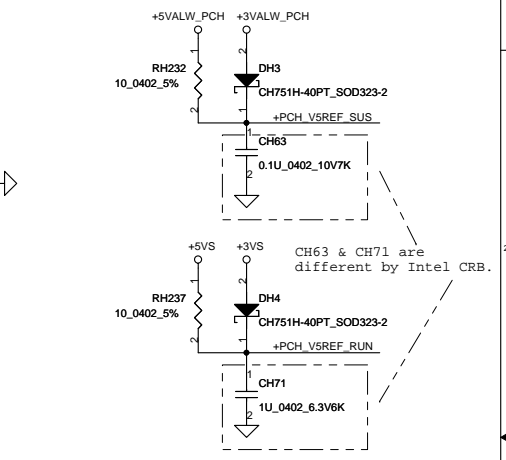 +5VALW_PCH +3VALW_PCH
1 2
RH232 DH3
10_0402_5% CH751H-40PT_SOD323-2
2 1
+PCH_V5REF_SUS
1
CH63
0.1U_0402_10V7K
2
CH63 & CH71 are
different by Intel CRB.
+5VS +3VS
1 2
RH237 DH4
10_0402_5% CH751H-40PT_SOD323-2
2 1
+PCH_V5REF_RUN
1
CH71
1U_0402_6.3V6K
2